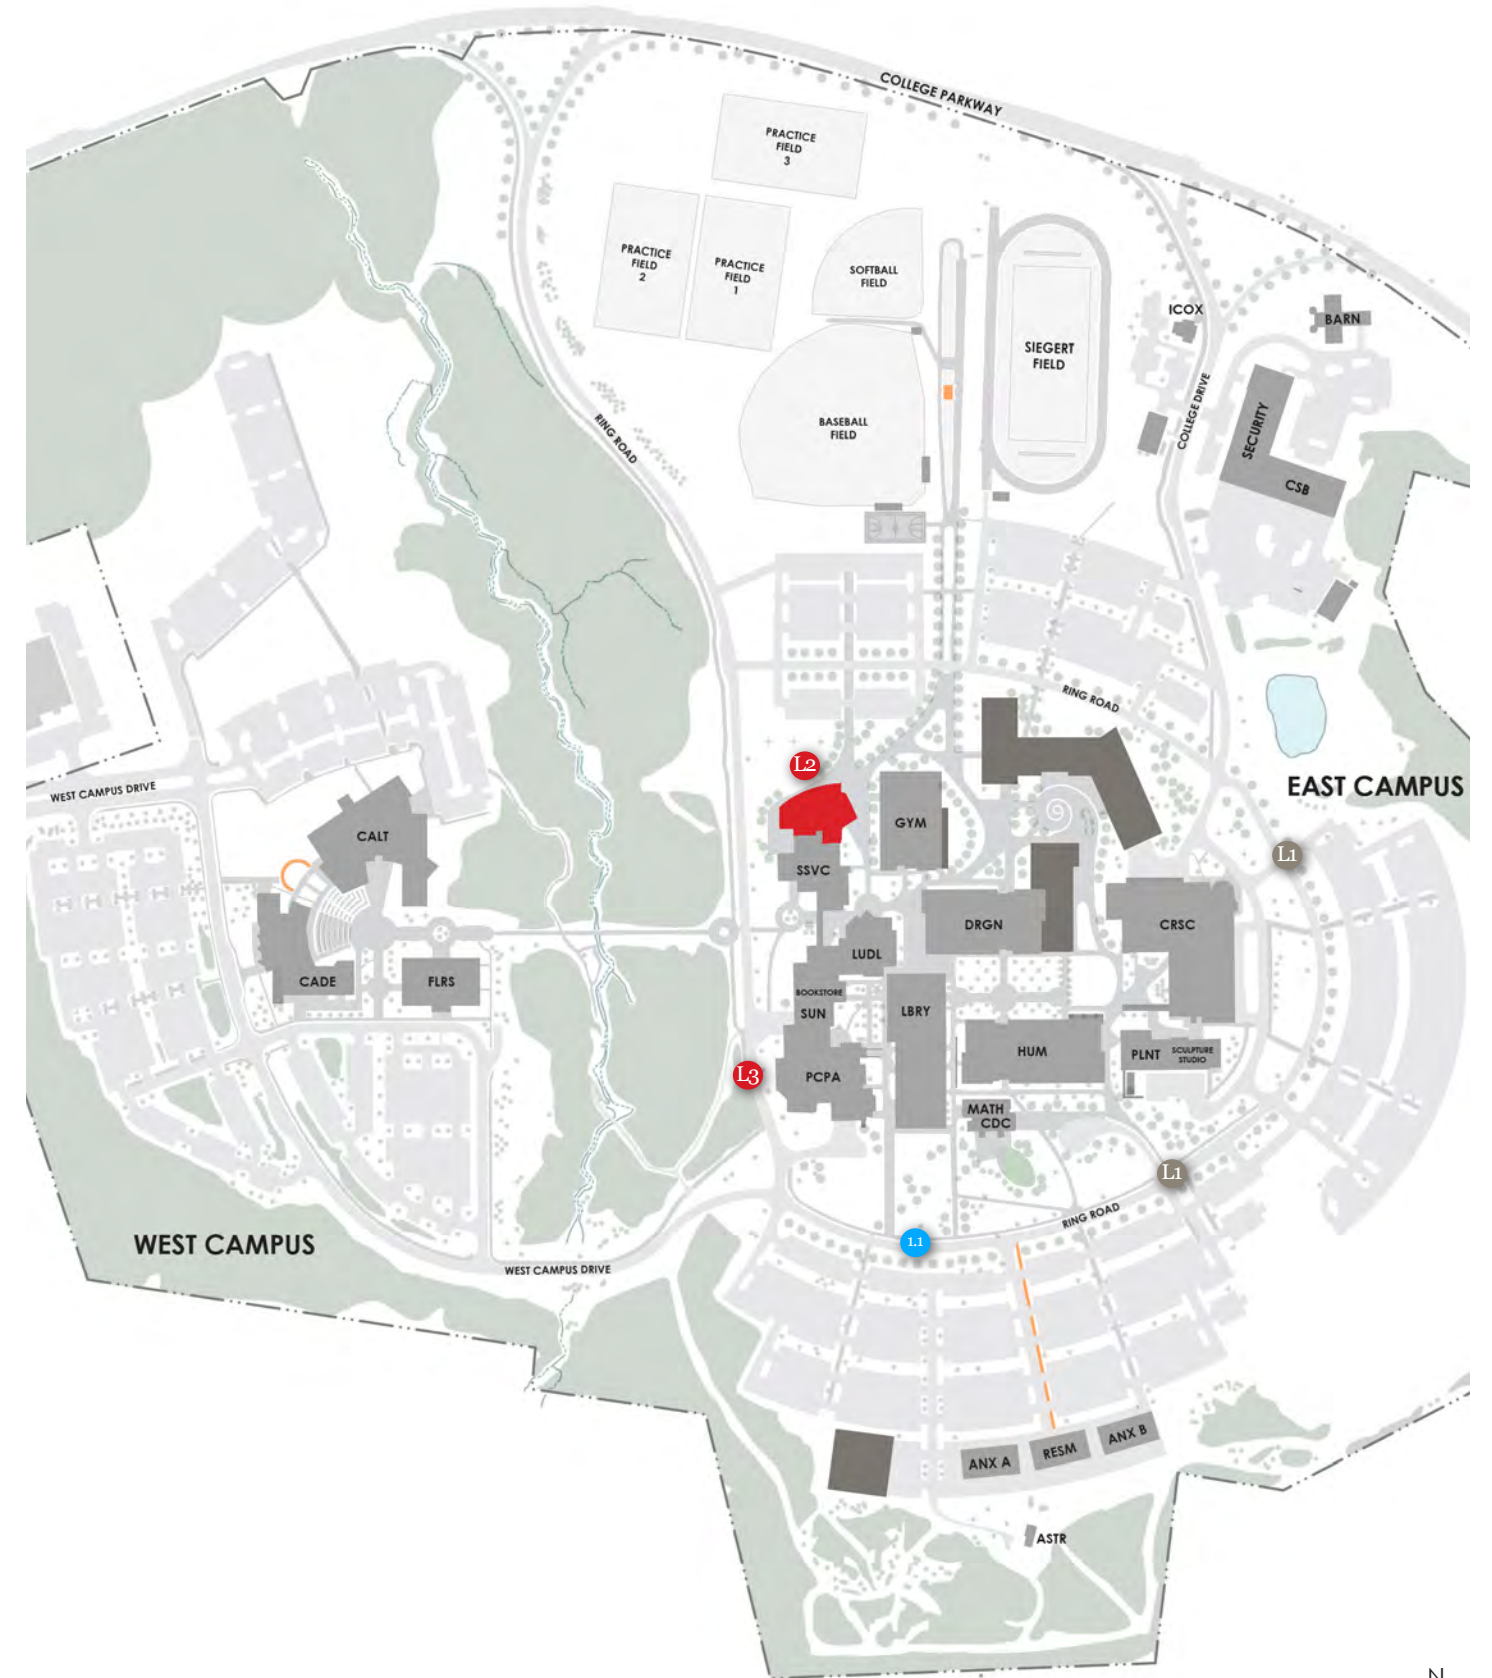 COLLEGE PARKWAY
PRACTICE
FIELD
3
PRACTICE
FIELD
2
PRACTICE
FIELD
1
SOFTBALL
FIELD
ICOX
BARN
SIEGERT
FIELD
COLLEGE DRIVE
BASEBALL
FIELD
RING ROAD
SECURITY
CSB
RING ROAD
L2
EAST CAMPUS
WEST CAMPUS DRIVE
CALT
GYM
L1
SSVC
DRGN
CRSC
LUDL
CADE
FLRS
BOOKSTORE
SUN
LBRY
HUM
PLNT
SCULPTURE
STUDIO
L3
PCPA
MATH
CDC
L1
RING ROAD
WEST CAMPUS
1.1
WEST CAMPUS DRIVE
ANX A
RESM
ANX B
ASTR
N